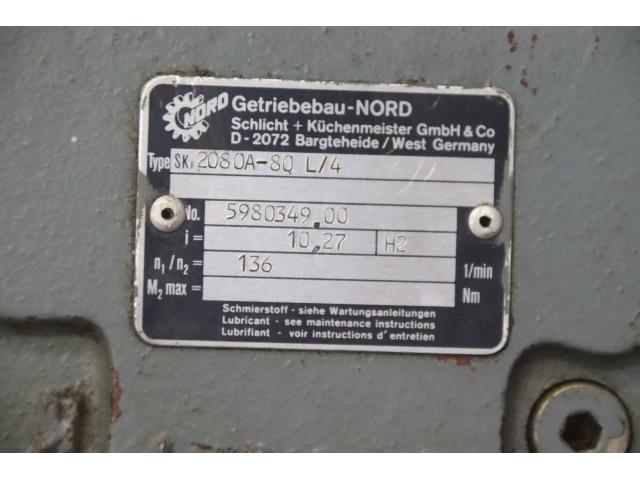 NORD
Getriebebau-NORD
Schlicht + Küchenmeister GmbH & Co
D-2072 Bargteheide/West Germany
Type SK. 2080A-80 L/4
No. 5980349.00
i = 10,27 H2
n₁/n₂ = 136 1/min
M₂ max = Nm
Schmierstoff - siehe Wartungsanleitungen
Lubricant - see maintenance instructions
Lubrifiant - voir instructions d'entretien